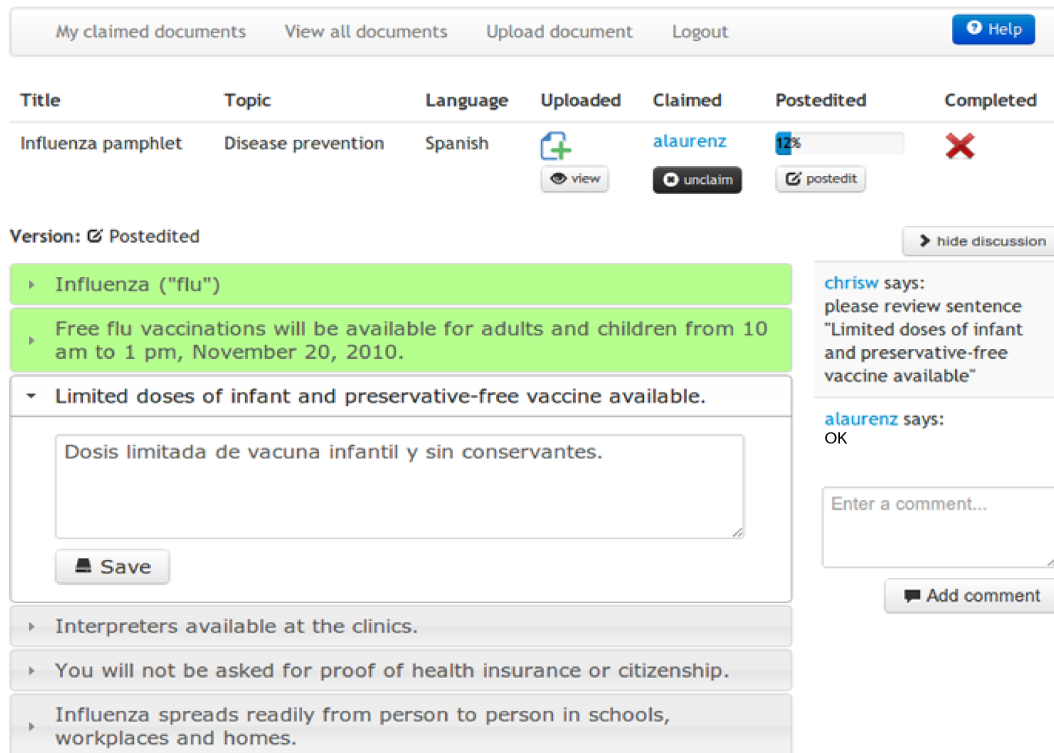 My claimed documents View all documents Upload document Logout Help
Title Topic Language Uploaded Claimed Postedited Completed
Influenza pamphlet Disease prevention Spanish alaurenz 12%
view unclaim postedit
Version: Postedited
hide discussion
Influenza ("flu")
Free flu vaccinations will be available for adults and children from 10
am to 1 pm, November 20, 2010.
Limited doses of infant and preservative-free vaccine available.
Dosis limitada de vacuna infantil y sin conservantes.
Save
Interpreters available at the clinics.
You will not be asked for proof of health insurance or citizenship.
Influenza spreads readily from person to person in schools,
workplaces and homes.
chrisw says:
please review sentence
"Limited doses of infant
and preservative-free
vaccine available"
alaurenz says:
OK
Enter a comment...
Add comment